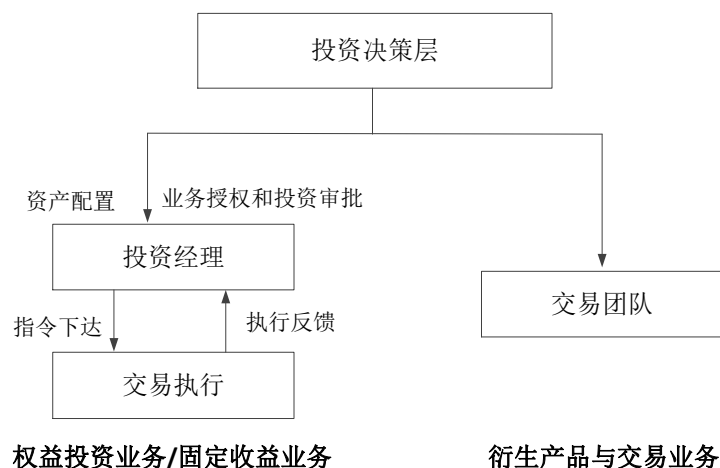 投资决策层
资产配置
业务授权和投资审批
投资经理
交易团队
指令下达
执行反馈
交易执行
权益投资业务/固定收益业务
衍生产品与交易业务